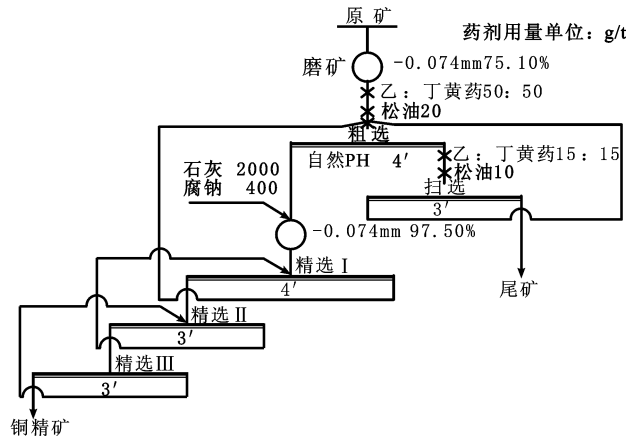 原矿
药剂用量单位：g/t
磨矿
-0.074mm75.10%
乙：丁黄药50：50
松油20
粗选
自然PH 4′
乙：丁黄药15：15
松油10
石灰 2000
腐钠 400
扫选
3′
-0.074mm 97.50%
精选Ⅰ
4′
尾矿
精选Ⅱ
3′
精选Ⅲ
3′
铜精矿